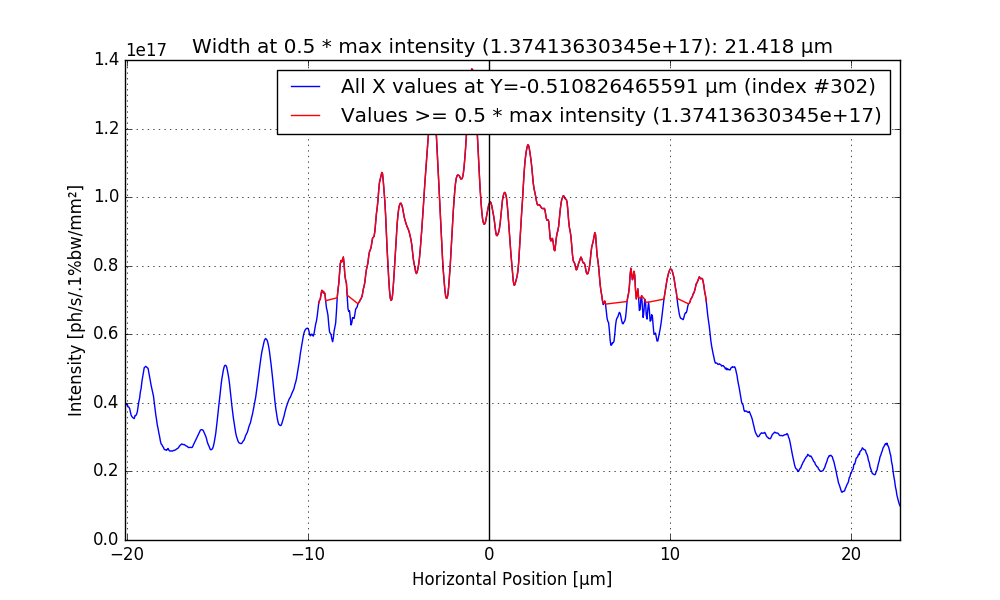 Width at 0.5 * max intensity (1.37413630345e+17): 21.418 µm
1e17
All X values at Y=-0.510826465591 µm (index #302)
Values >= 0.5 * max intensity (1.37413630345e+17)
1.4
1.2
1.0
0.8
0.6
0.4
0.2
0.0
Intensity [ph/s/.1%bw/mm²]
−20 −10 0 10 20
Horizontal Position [µm]